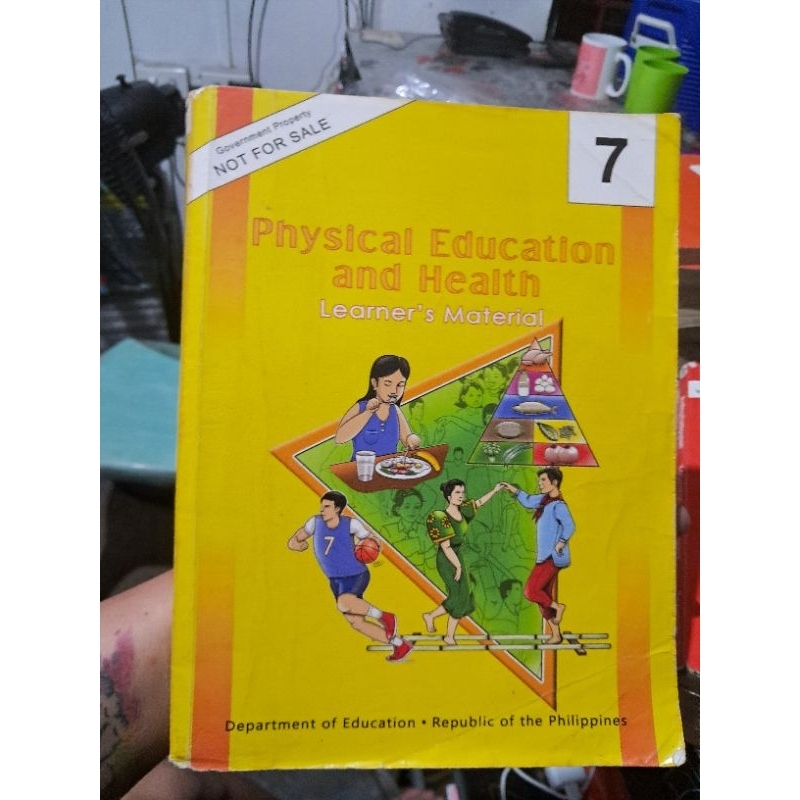 Government Property
NOT FOR SALE
7
Physical Education
and Health
Learner's Material
7
Department of Education • Republic of the Philippines